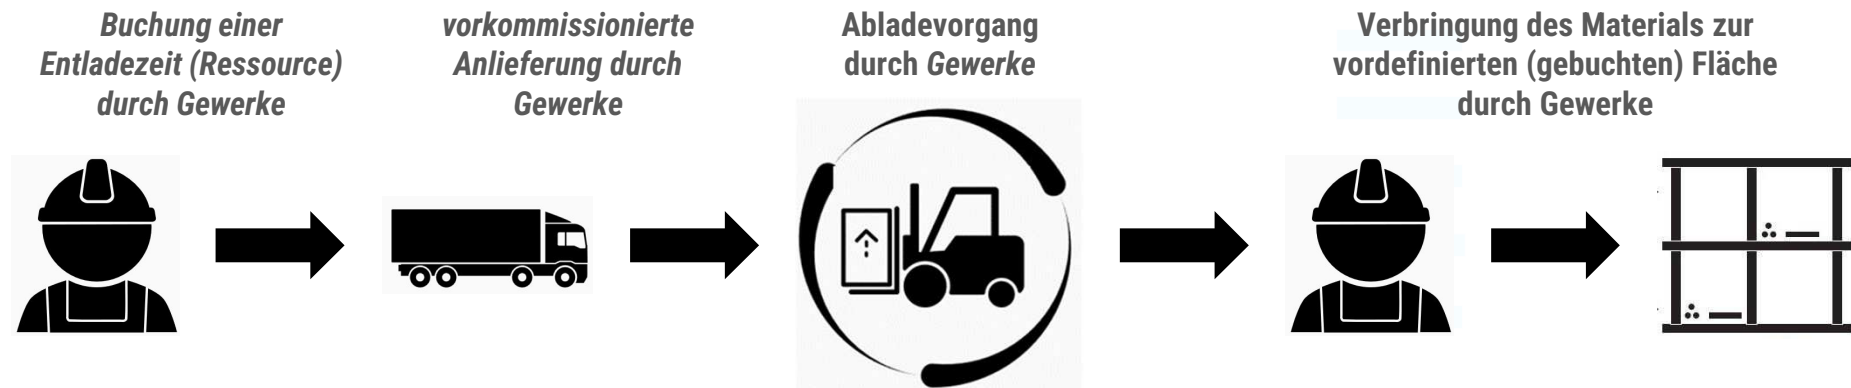 Buchung einer
Entladezeit (Ressource)
durch Gewerke
vorkommissionierte
Anlieferung durch
Gewerke
Abladevorgang
durch Gewerke
Verbringung des Materials zur
vordefinierten (gebuchten) Fläche
durch Gewerke